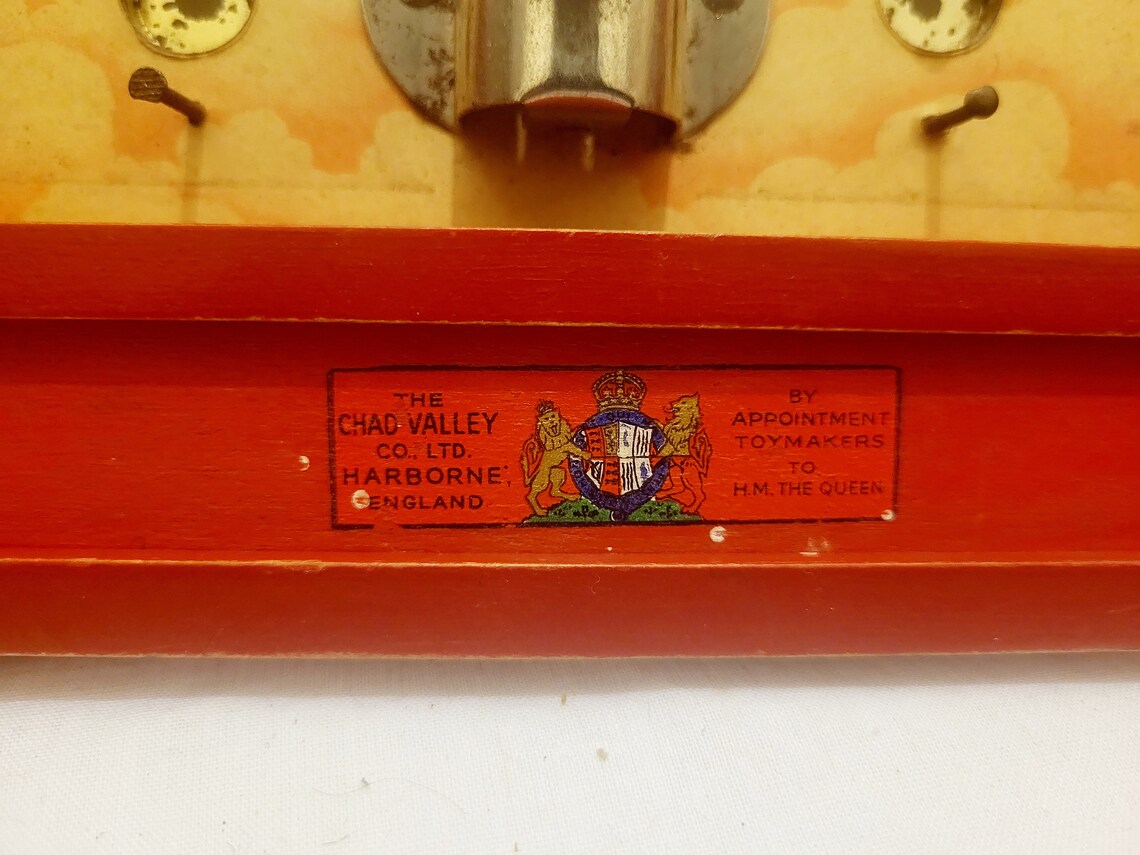 THE
CHAD VALLEY
CO., LTD.
HARBORNE,
ENGLAND
BY
APPOINTMENT
TOYMAKERS
TO
H.M. THE QUEEN